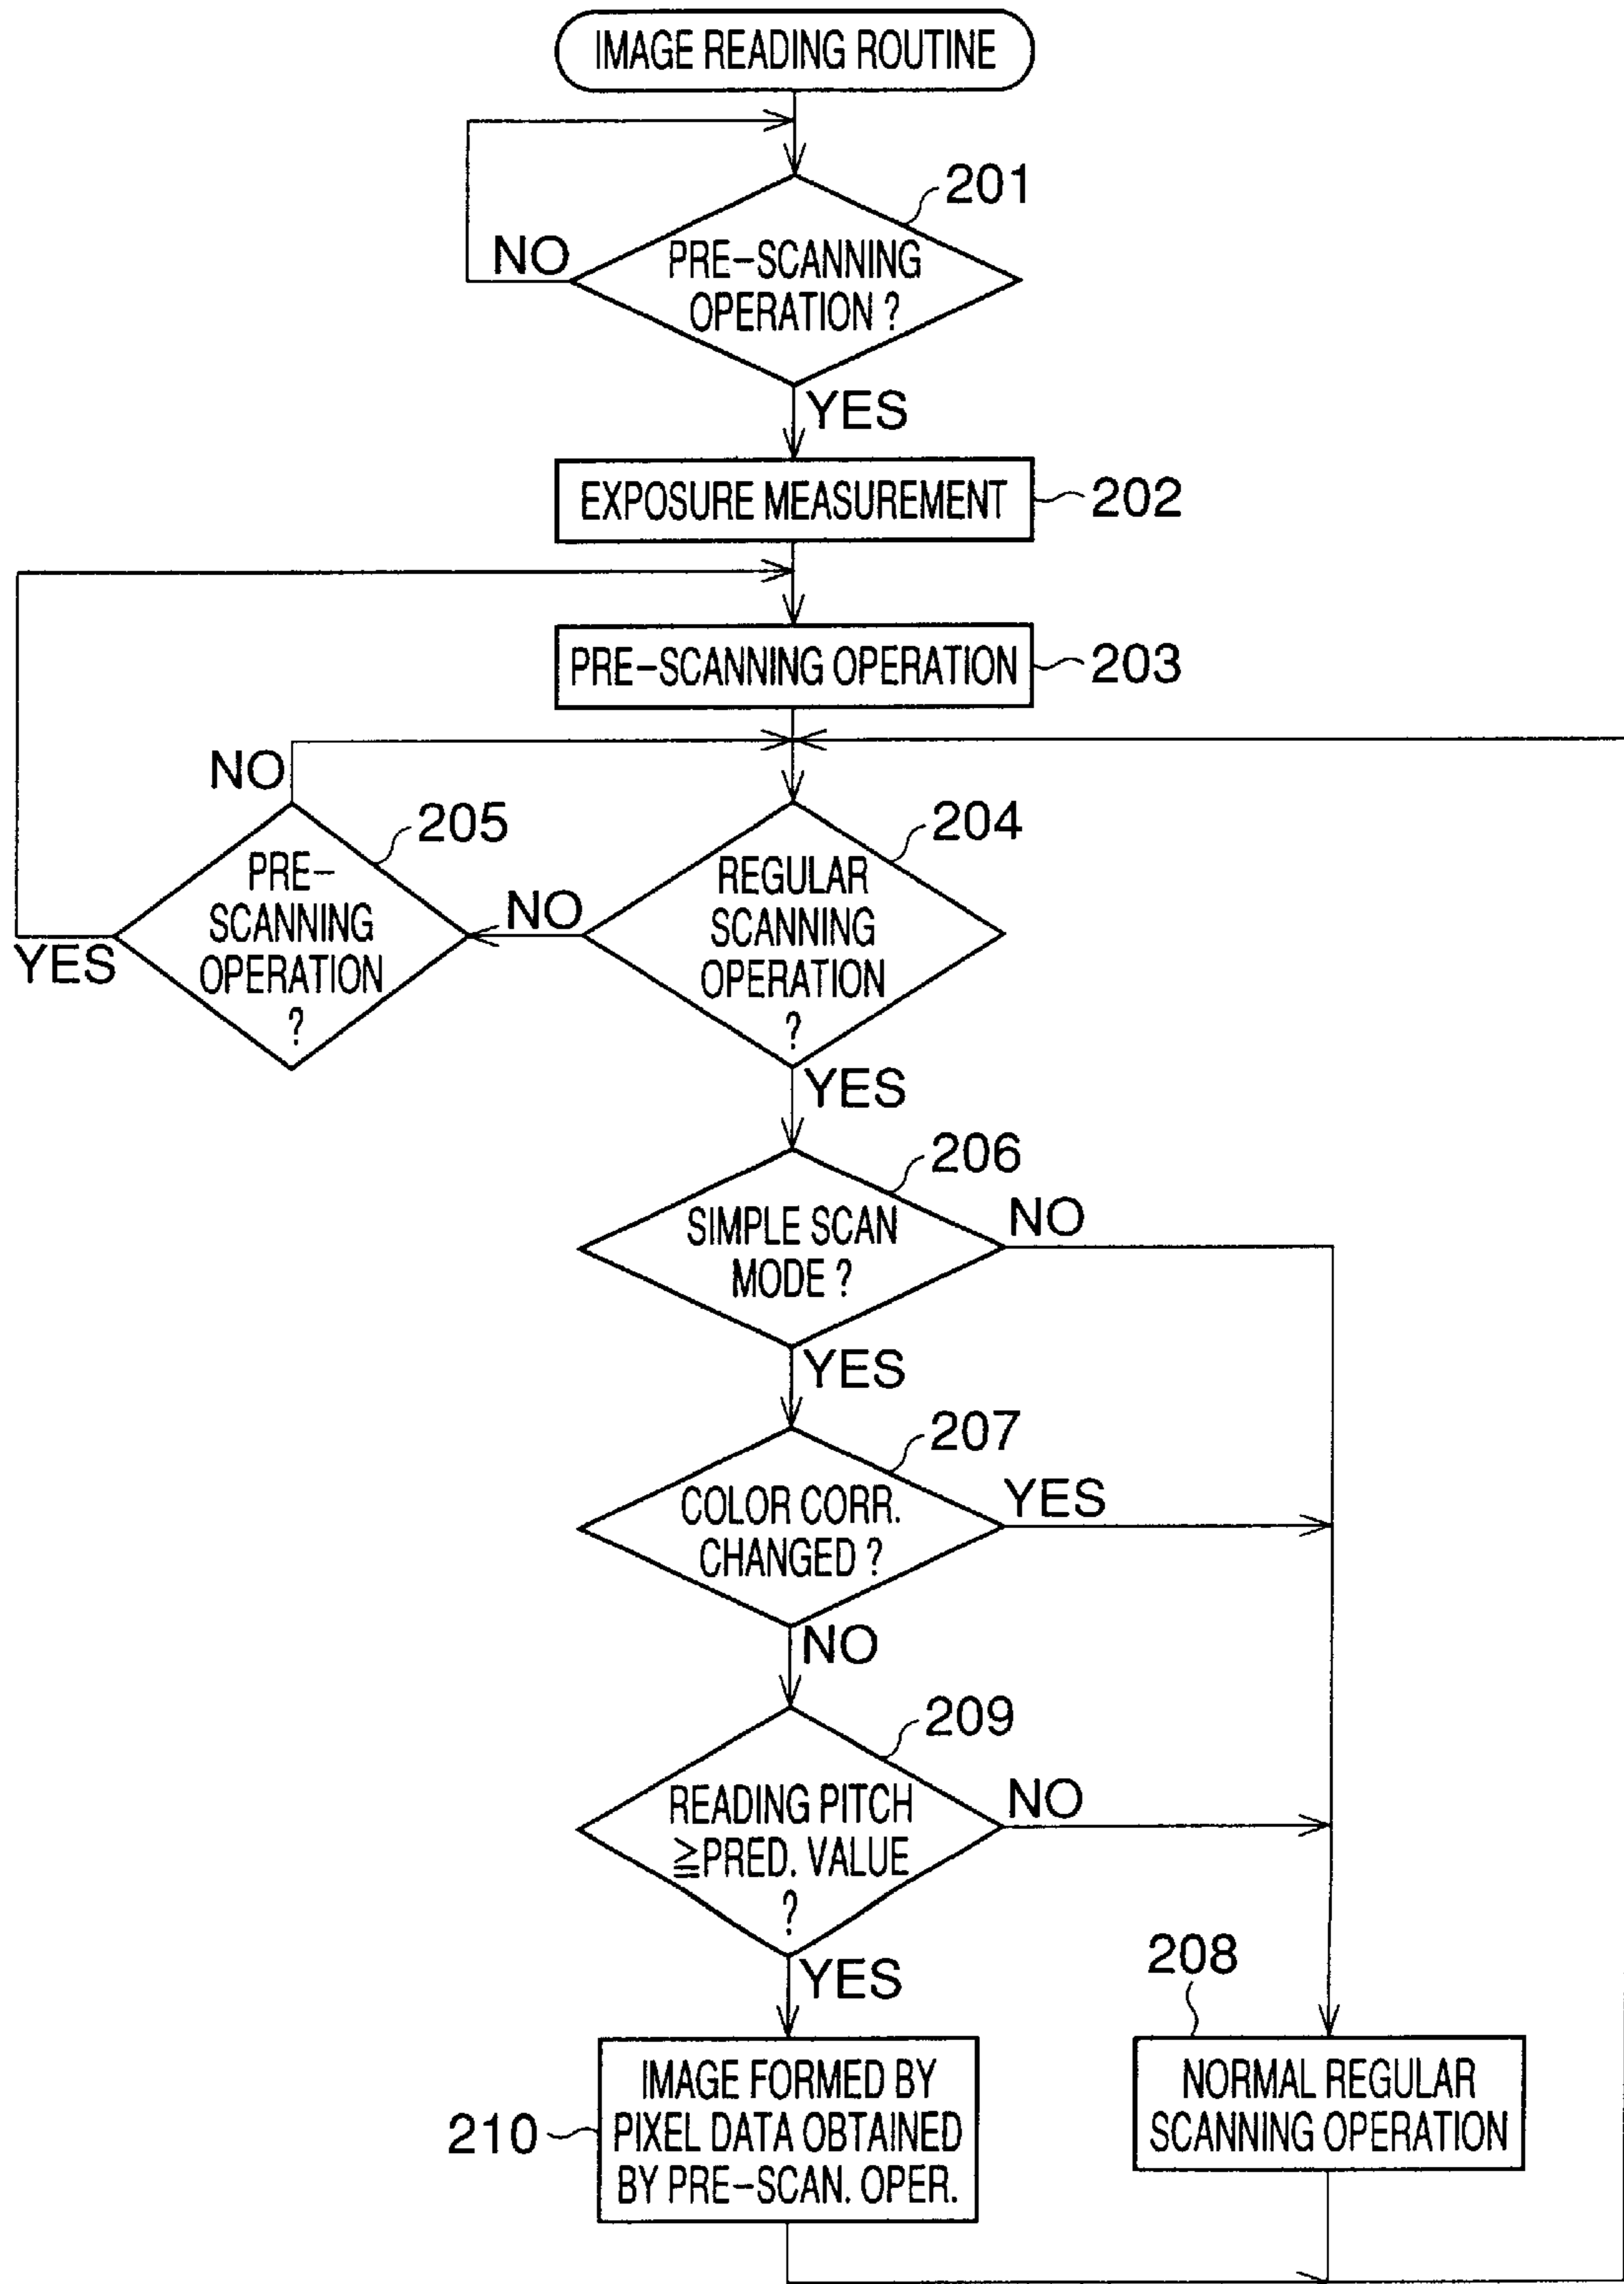 IMAGE READING ROUTINE
201
NO
PRE-SCANNING
OPERATION ?
YES
EXPOSURE MEASUREMENT
202
PRE-SCANNING OPERATION
203
NO
205
204
PRE-
SCANNING
OPERATION
?
YES
NO
REGULAR
SCANNING
OPERATION
?
YES
206
SIMPLE SCAN
MODE ?
NO
YES
207
COLOR CORR.
CHANGED ?
YES
NO
209
READING PITCH
≧PRED. VALUE
?
NO
YES
208
210
IMAGE FORMED BY
PIXEL DATA OBTAINED
BY PRE-SCAN. OPER.
NORMAL REGULAR
SCANNING OPERATION